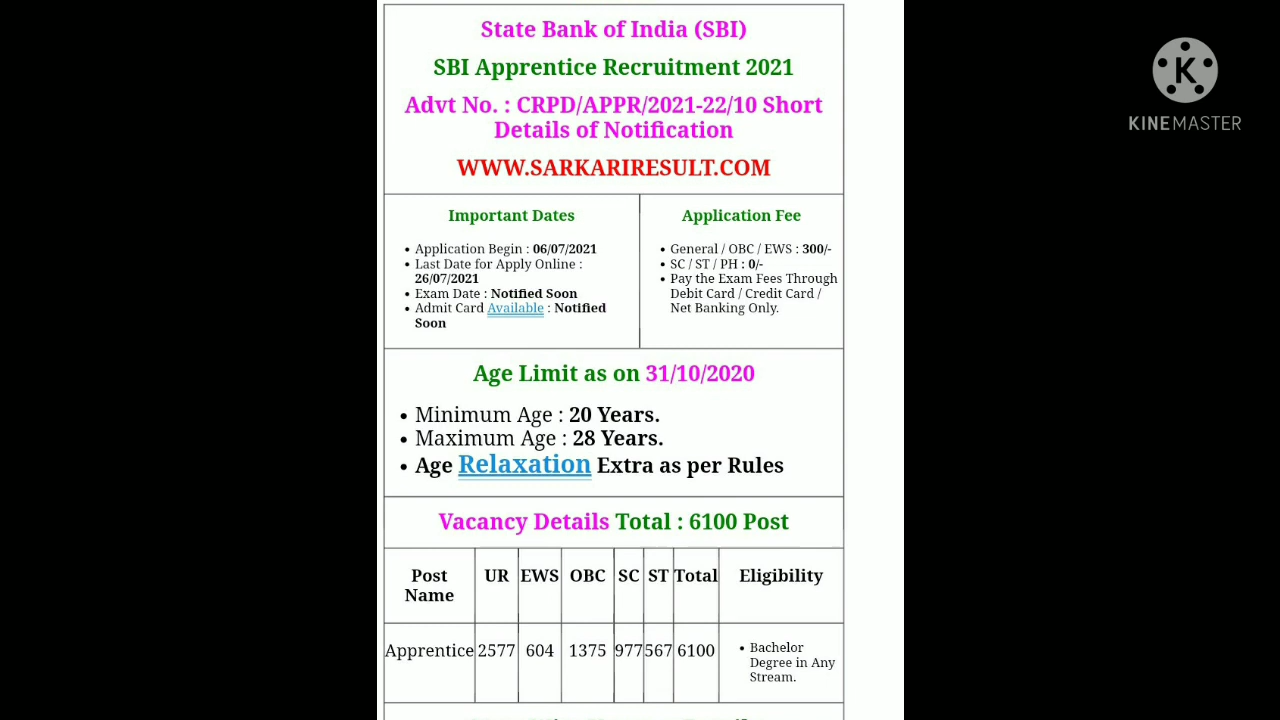 State Bank of India (SBI)
SBI Apprentice Recruitment 2021
Advt No. : CRPD/APPR/2021-22/10 Short
Details of Notification
WWW.SARKARIRESULT.COM
KINEMASTER
Important Dates
Application Begin : 06/07/2021
Last Date for Apply Online :
26/07/2021
Exam Date : Notified Soon
Admit Card Available : Notified
Soon
Application Fee
General / OBC / EWS : 300/-
SC / ST / PH : 0/-
Pay the Exam Fees Through
Debit Card / Credit Card /
Net Banking Only.
Age Limit as on 31/10/2020
Minimum Age : 20 Years.
Maximum Age : 28 Years.
Age Relaxation Extra as per Rules
Vacancy Details Total : 6100 Post
Post Name UR EWS OBC SC ST Total Eligibility
Apprentice 2577 604 1375 977 567 6100 Bachelor
Degree in Any
Stream.